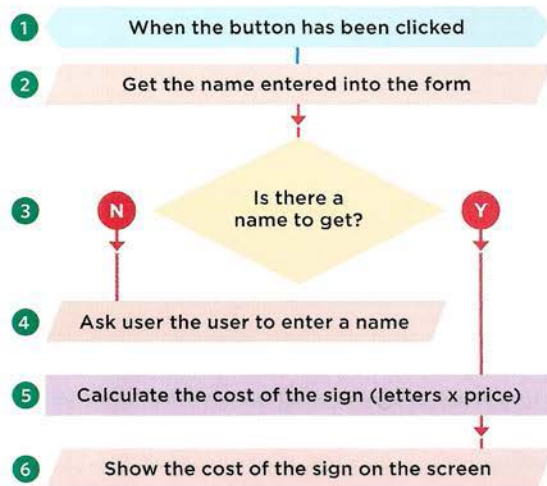 1 When the button has been clicked
2 Get the name entered into the form
3 Is there a
name to get?
N
Y
4 Ask user the user to enter a name
5 Calculate the cost of the sign (letters x price)
6 Show the cost of the sign on the screen